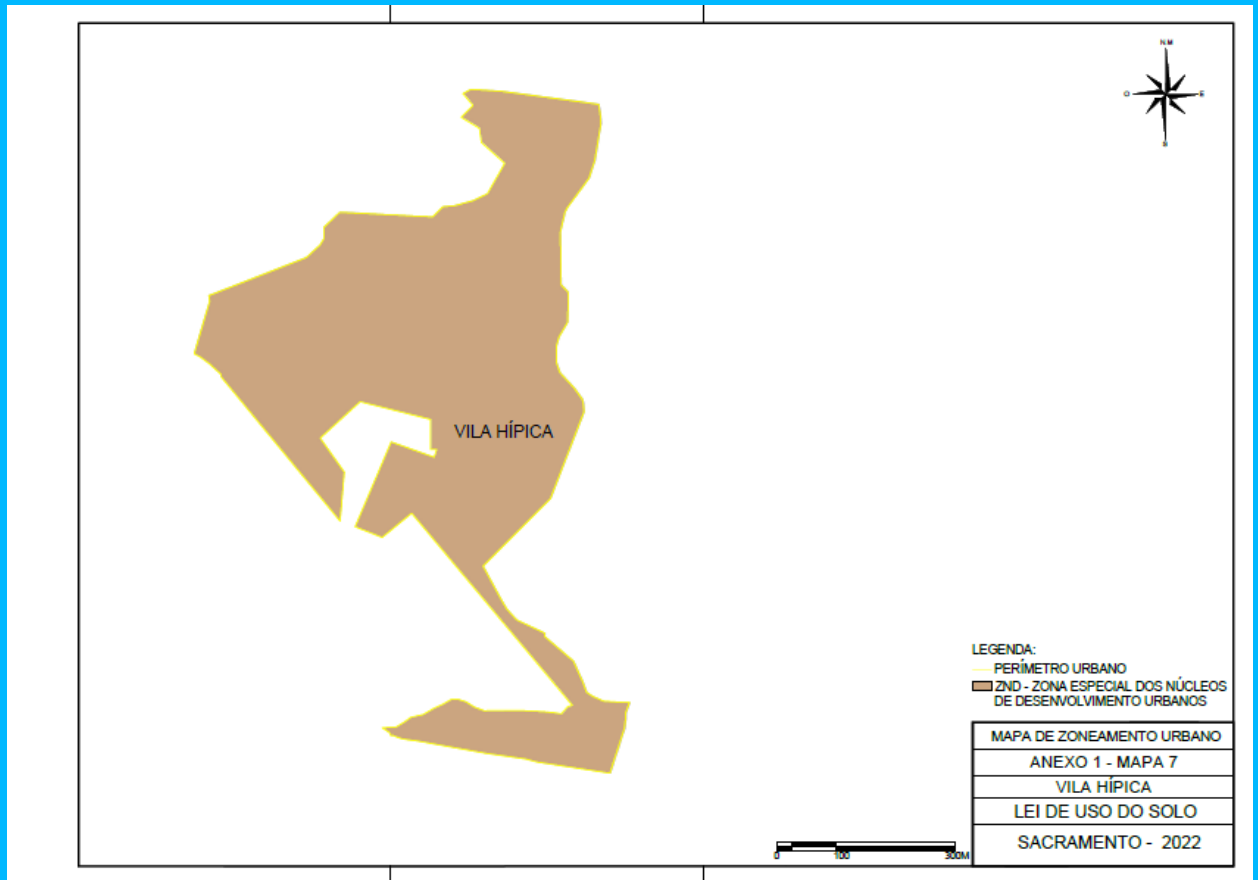 NM
O
E
S
VILA HÍPICA
LEGENDA:
PERÍMETRO URBANO
ZND - ZONA ESPECIAL DOS NÚCLEOS
DE DESENVOLVIMENTO URBANOS
MAPA DE ZONEAMENTO URBANO
ANEXO 1 - MAPA 7
VILA HÍPICA
LEI DE USO DO SOLO
SACRAMENTO - 2022
0 100 300M